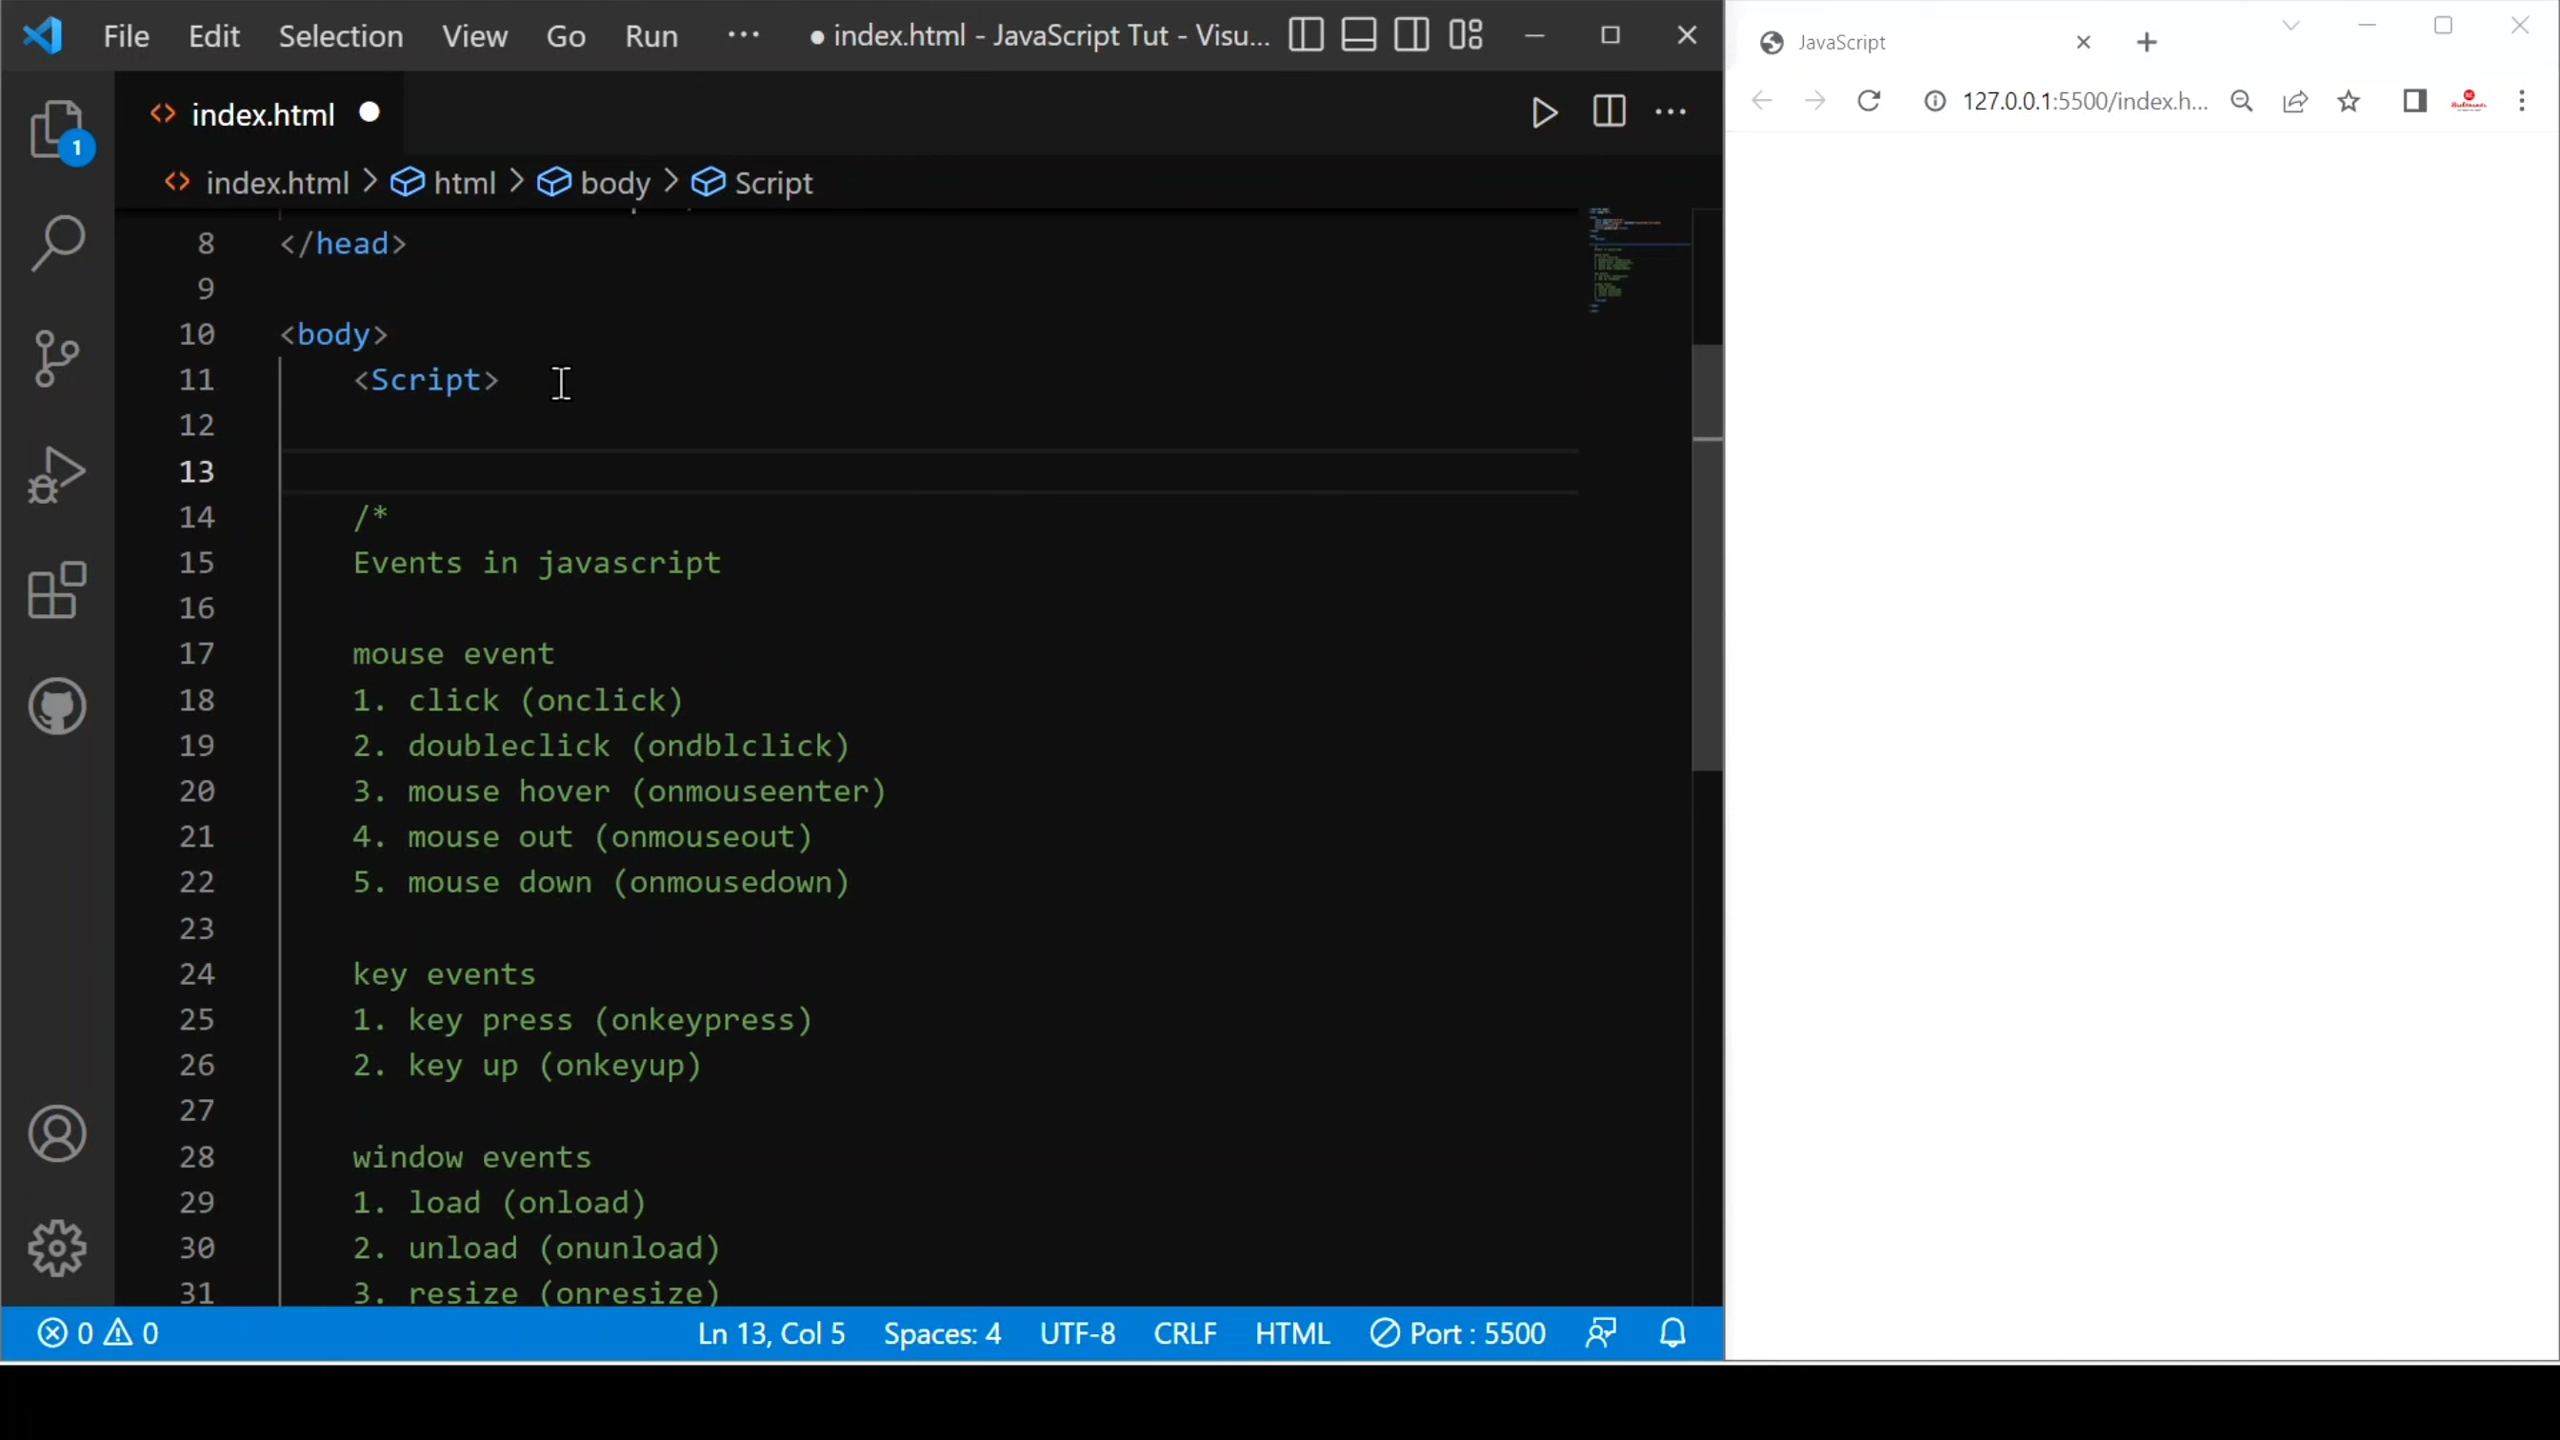 File Edit Selection View Go Run ··· ● index.html - JavaScript Tut - Visu...
index.html
index.html > html > body > Script
8 </head>
9
10 <body>
11 <Script>
12
13
14 /*
15 Events in javascript
16
17 mouse event
18 1. click (onclick)
19 2. doubleclick (ondblclick)
20 3. mouse hover (onmouseenter)
21 4. mouse out (onmouseout)
22 5. mouse down (onmousedown)
23
24 key events
25 1. key press (onkeypress)
26 2. key up (onkeyup)
27
28 window events
29 1. load (onload)
30 2. unload (onunload)
31 3. resize (onresize)
1
0 0 Ln 13, Col 5 Spaces: 4 UTF-8 CRLF HTML Port : 5500
JavaScript
127.0.0.1:5500/index.h...